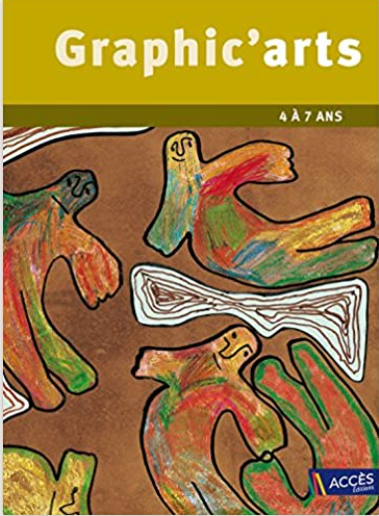 Graphic'arts
4 À 7 ANS
ACCÈS
Éditions